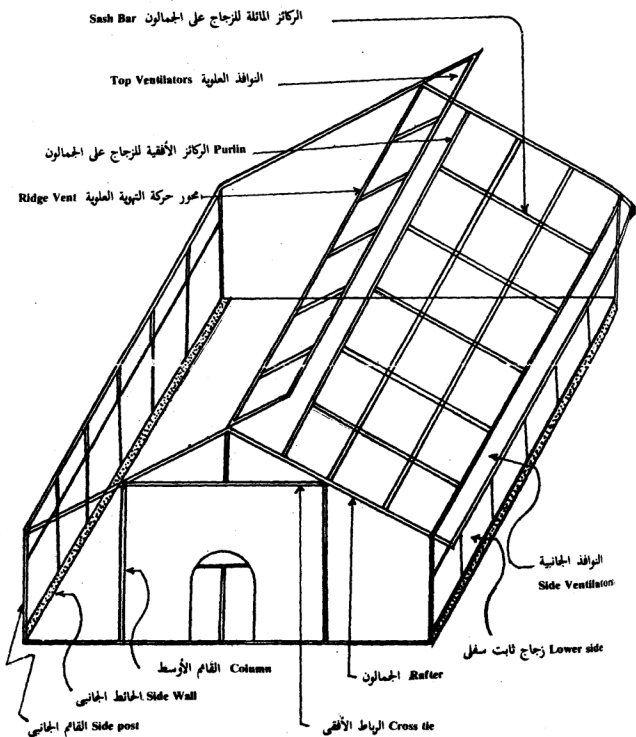 الركائز المائلة للزجاج على الجمالون Sash Bar
النوافذ العلوية Top Ventilators
الركائز الأفقية للزجاج على الجمالون Purlin
محور حركة التهوية العلوية Ridge Vent
النوافذ الجانبية
Side Ventilators
زجاج ثابت سفلى Lower side
الجمالون Rafter
القائم الأوسط Column
الحائط الجانبى Side Wall
القائم الجانبى Side post
الرباط الأفقى Cross tie